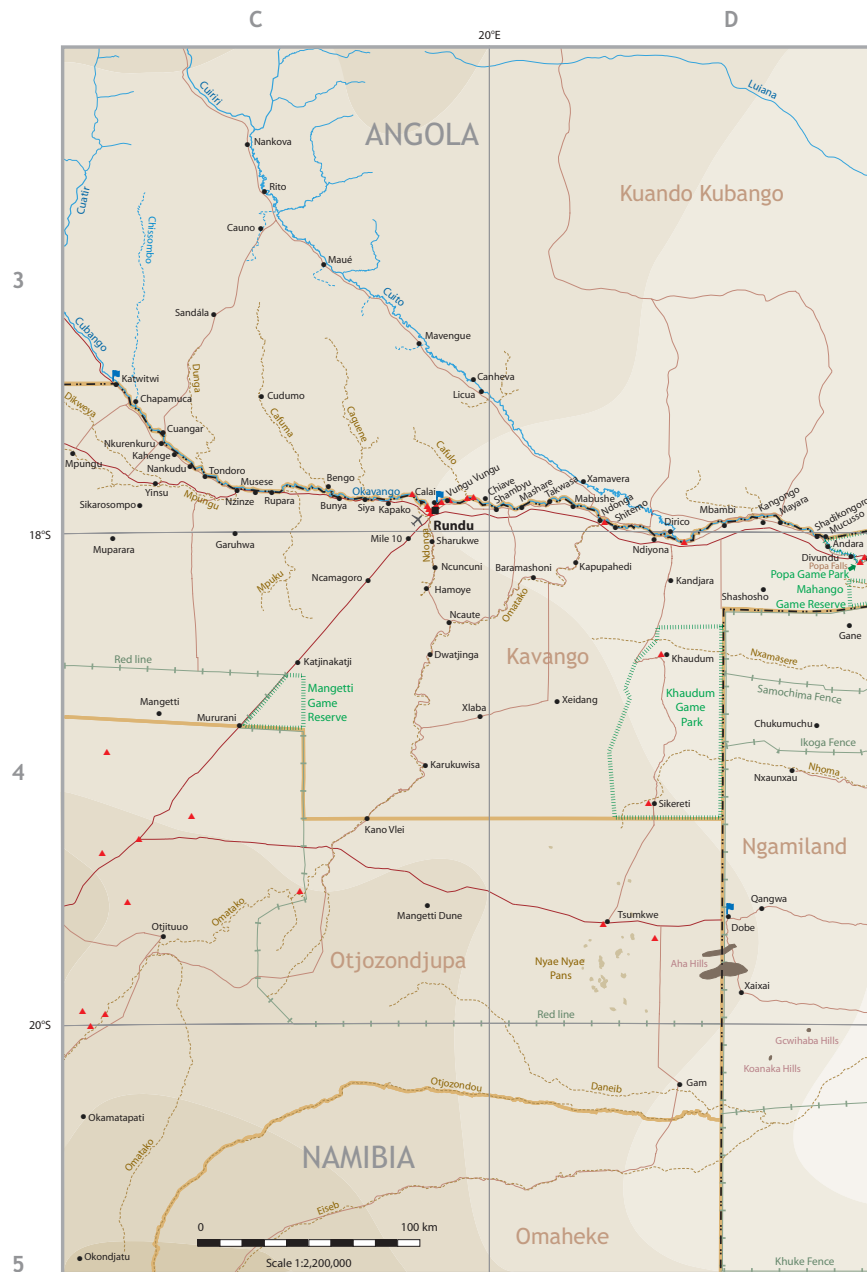 C
D
20°E
Cuiriri
Luiana
ANGOLA
Nankova
Kuando Kubango
Rito
Cuatir
Chissombo
Cauno
Maué
3
Cuito
Sandála
Cubango
Mavengue
Katwitwi
Dunga
Canheva
Licua
Dikweya
Chapamuca
Cudumo
Cafuma
Caquene
Cuangar
Nkurenkuru
Cafulo
Kahenge
Mpungu
Nankudu
Tondoro
Xamavera
Yinsu
Mpungu
Musese
Bengo
Okavango
Calai
Vungu Vungu
Chiave
Shambyu
Mashare
Takwasa
Mabushe
Nzinze
Rupara
Bunya
Siya
Kapako
Ndonga
Shitemo
Sikarosompo
Rundu
Dirico
Mbambi
Kangongo
Mayara
Shadikongoro
Mucusso
18°S
Muparara
Garuhwa
Mile 10
Ndiyona
Andara
Sharukwe
Ndonga
Divundu
Popa Falls
Mpuku
Ncamagoro
Ncuncuni
Baramashoni
Kapupahedi
Popa Game Park
Kandjara
Shashosho
Mahango
Game Reserve
Hamoye
Omatako
Ncaute
Gane
Red line
Katjinakatji
Dwatjinga
Kavango
Khaudum
Nxamasere
Mangetti
Game
Reserve
Khaudum
Game
Park
Samochima Fence
Mangetti
Mururani
Xlaba
Xeidang
Chukumuchu
Ikoga Fence
4
Karukuwisa
Nhoma
Nxaunxau
Sikereti
Kano Vlei
Ngamiland
Omatako
Mangetti Dune
Tsumkwe
Qangwa
Dobe
Otjituuo
Otjozondjupa
Nyae Nyae
Pans
Aha Hills
Xaixai
Red line
20°S
Gcwihaba Hills
Koanaka Hills
Otjozondou
Daneib
Gam
Okamatapati
Omatako
NAMIBIA
Eiseb
0
100 km
Omaheke
Scale 1:2,200,000
Okondjatu
Khuke Fence
5